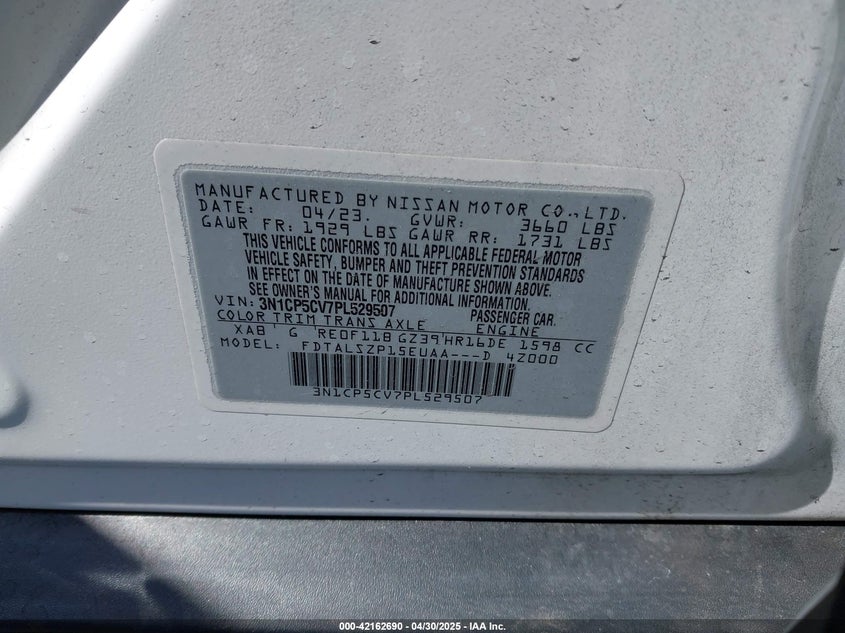 MANUFACTURED BY NISSAN MOTOR CO., LTD.
DATE: 04/23. GVWR: 3660 LBS
GAWR FR: 1929 LBS GAWR RR: 1731 LBS
THIS VEHICLE CONFORMS TO ALL APPLICABLE FEDERAL MOTOR
VEHICLE SAFETY, BUMPER AND THEFT PREVENTION STANDARDS
IN EFFECT ON THE DATE OF MANUFACTURE SHOWN ABOVE.
SEE OWNER'S MANUAL FOR ADDITIONAL INFORMATION.
VIN: 3N1CP5CV7PL529507 PASSENGER CAR.
COLOR TRIM TRANS AXLE ENGINE
XAB' G 'RE0F11B GZ39'HR16DE 1598 CC
MODEL: FDTALSZP15EUAA---D 4Z000
3N1CP5CV7PL529507
000-42162690 - 04/30/2025 - IAA Inc.